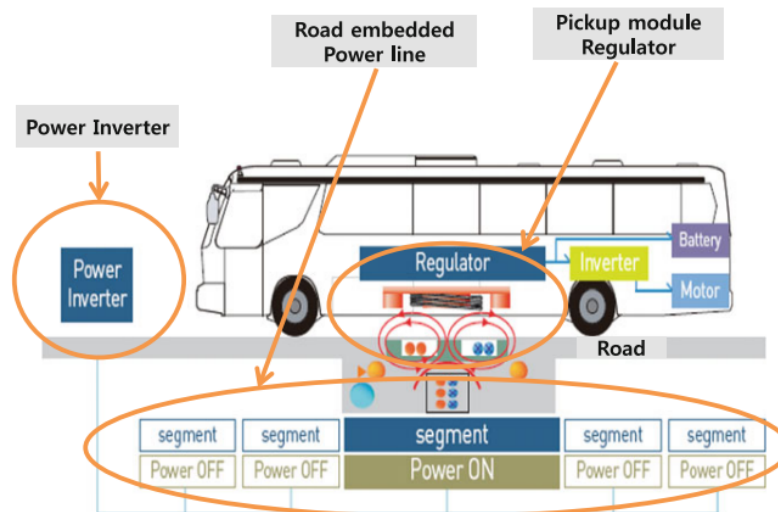 Road embedded
Power line
Pickup module
Regulator
Power Inverter
Power
Inverter
Regulator
Inverter
Battery
Motor
Road
segment
segment
segment
segment
segment
Power OFF
Power OFF
Power ON
Power OFF
Power OFF